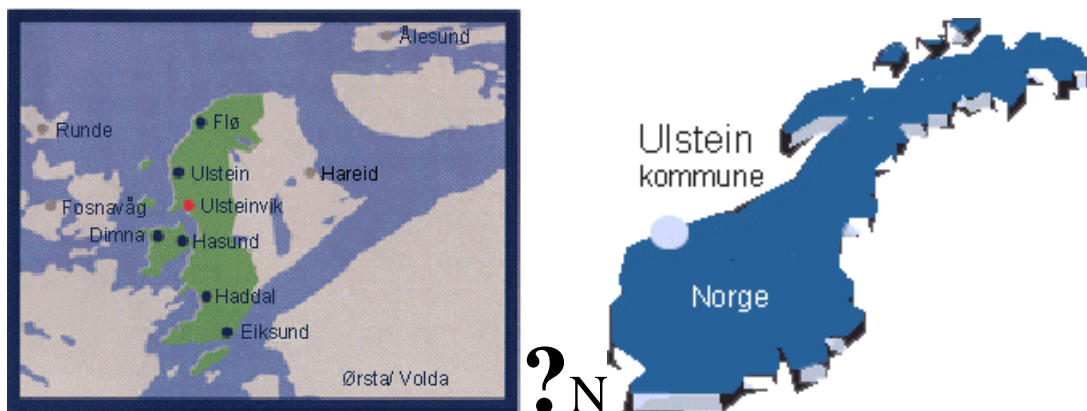 Ålesund
Flø
Runde
Ulstein
Hareid
Fosnavåg
Ulsteinvik
Dimna
Hasund
Haddal
Eiksund
Ørsta/ Volda
?N
Ulstein
kommune
Norge